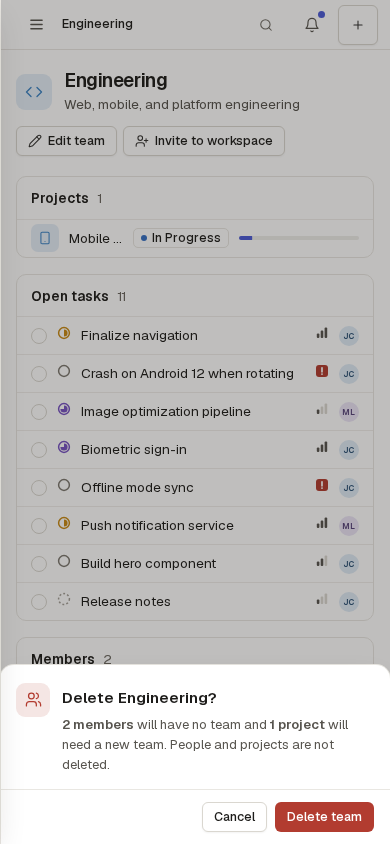 Engineering
Engineering
Web, mobile, and platform engineering
Edit team
Invite to workspace
Projects 1
Mobile ... In Progress
Open tasks 11
Finalize navigation JC
Crash on Android 12 when rotating JC
Image optimization pipeline ML
Biometric sign-in JC
Offline mode sync JC
Push notification service ML
Build hero component JC
Release notes JC
Members 2
Delete Engineering?
2 members will have no team and 1 project will
need a new team. People and projects are not
deleted.
Cancel
Delete team